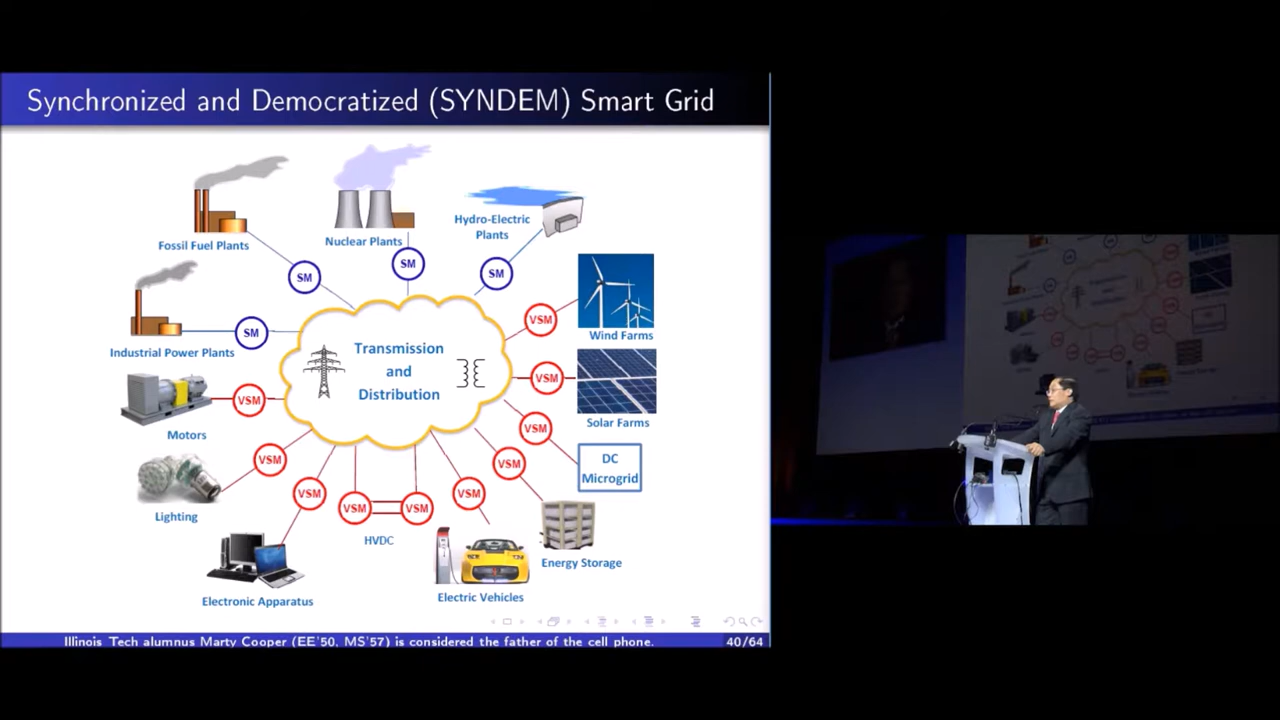 Synchronized and Democratized (SYNDEM) Smart Grid
Fossil Fuel Plants
Nuclear Plants
Hydro-Electric
Plants
SM
SM
SM
SM
Industrial Power Plants
VSM
Wind Farms
Transmission
and
Distribution
VSM
Solar Farms
VSM
Motors
VSM
DC
Microgrid
VSM
Lighting
VSM
Energy Storage
VSM
Electronic Apparatus
VSM
VSM
HVDC
VSM
Electric Vehicles
Illinois Tech alumnus Marty Cooper (EE'50, MS'57) is considered the father of the cell phone.
40/64